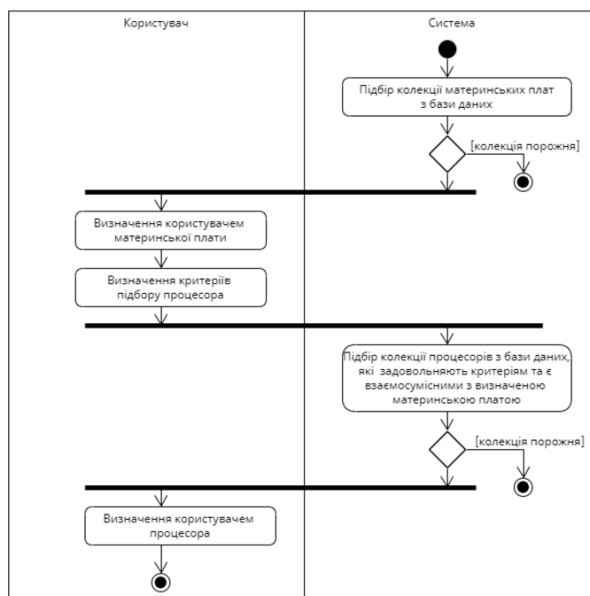 Користувач
Система
Підбір колекції материнських плат
з бази даних
[колекція порожня]
Визначення користувачем
материнської плати
Визначення критеріїв
підбору процесора
Підбір колекції процесорів з бази даних,
які задовольняють критеріям та є
взаємосумісними з визначеною
материнською платою
[колекція порожня]
Визначення користувачем
процесора